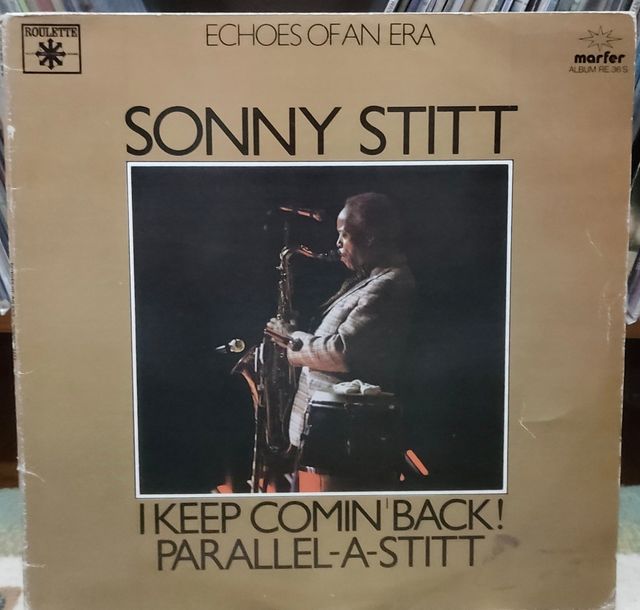 ROULETTE
ECHOES OF AN ERA
marfer
ALBUM RE.36 S
SONNY STITT
I KEEP COMIN' BACK!
PARALLEL-A-STITT